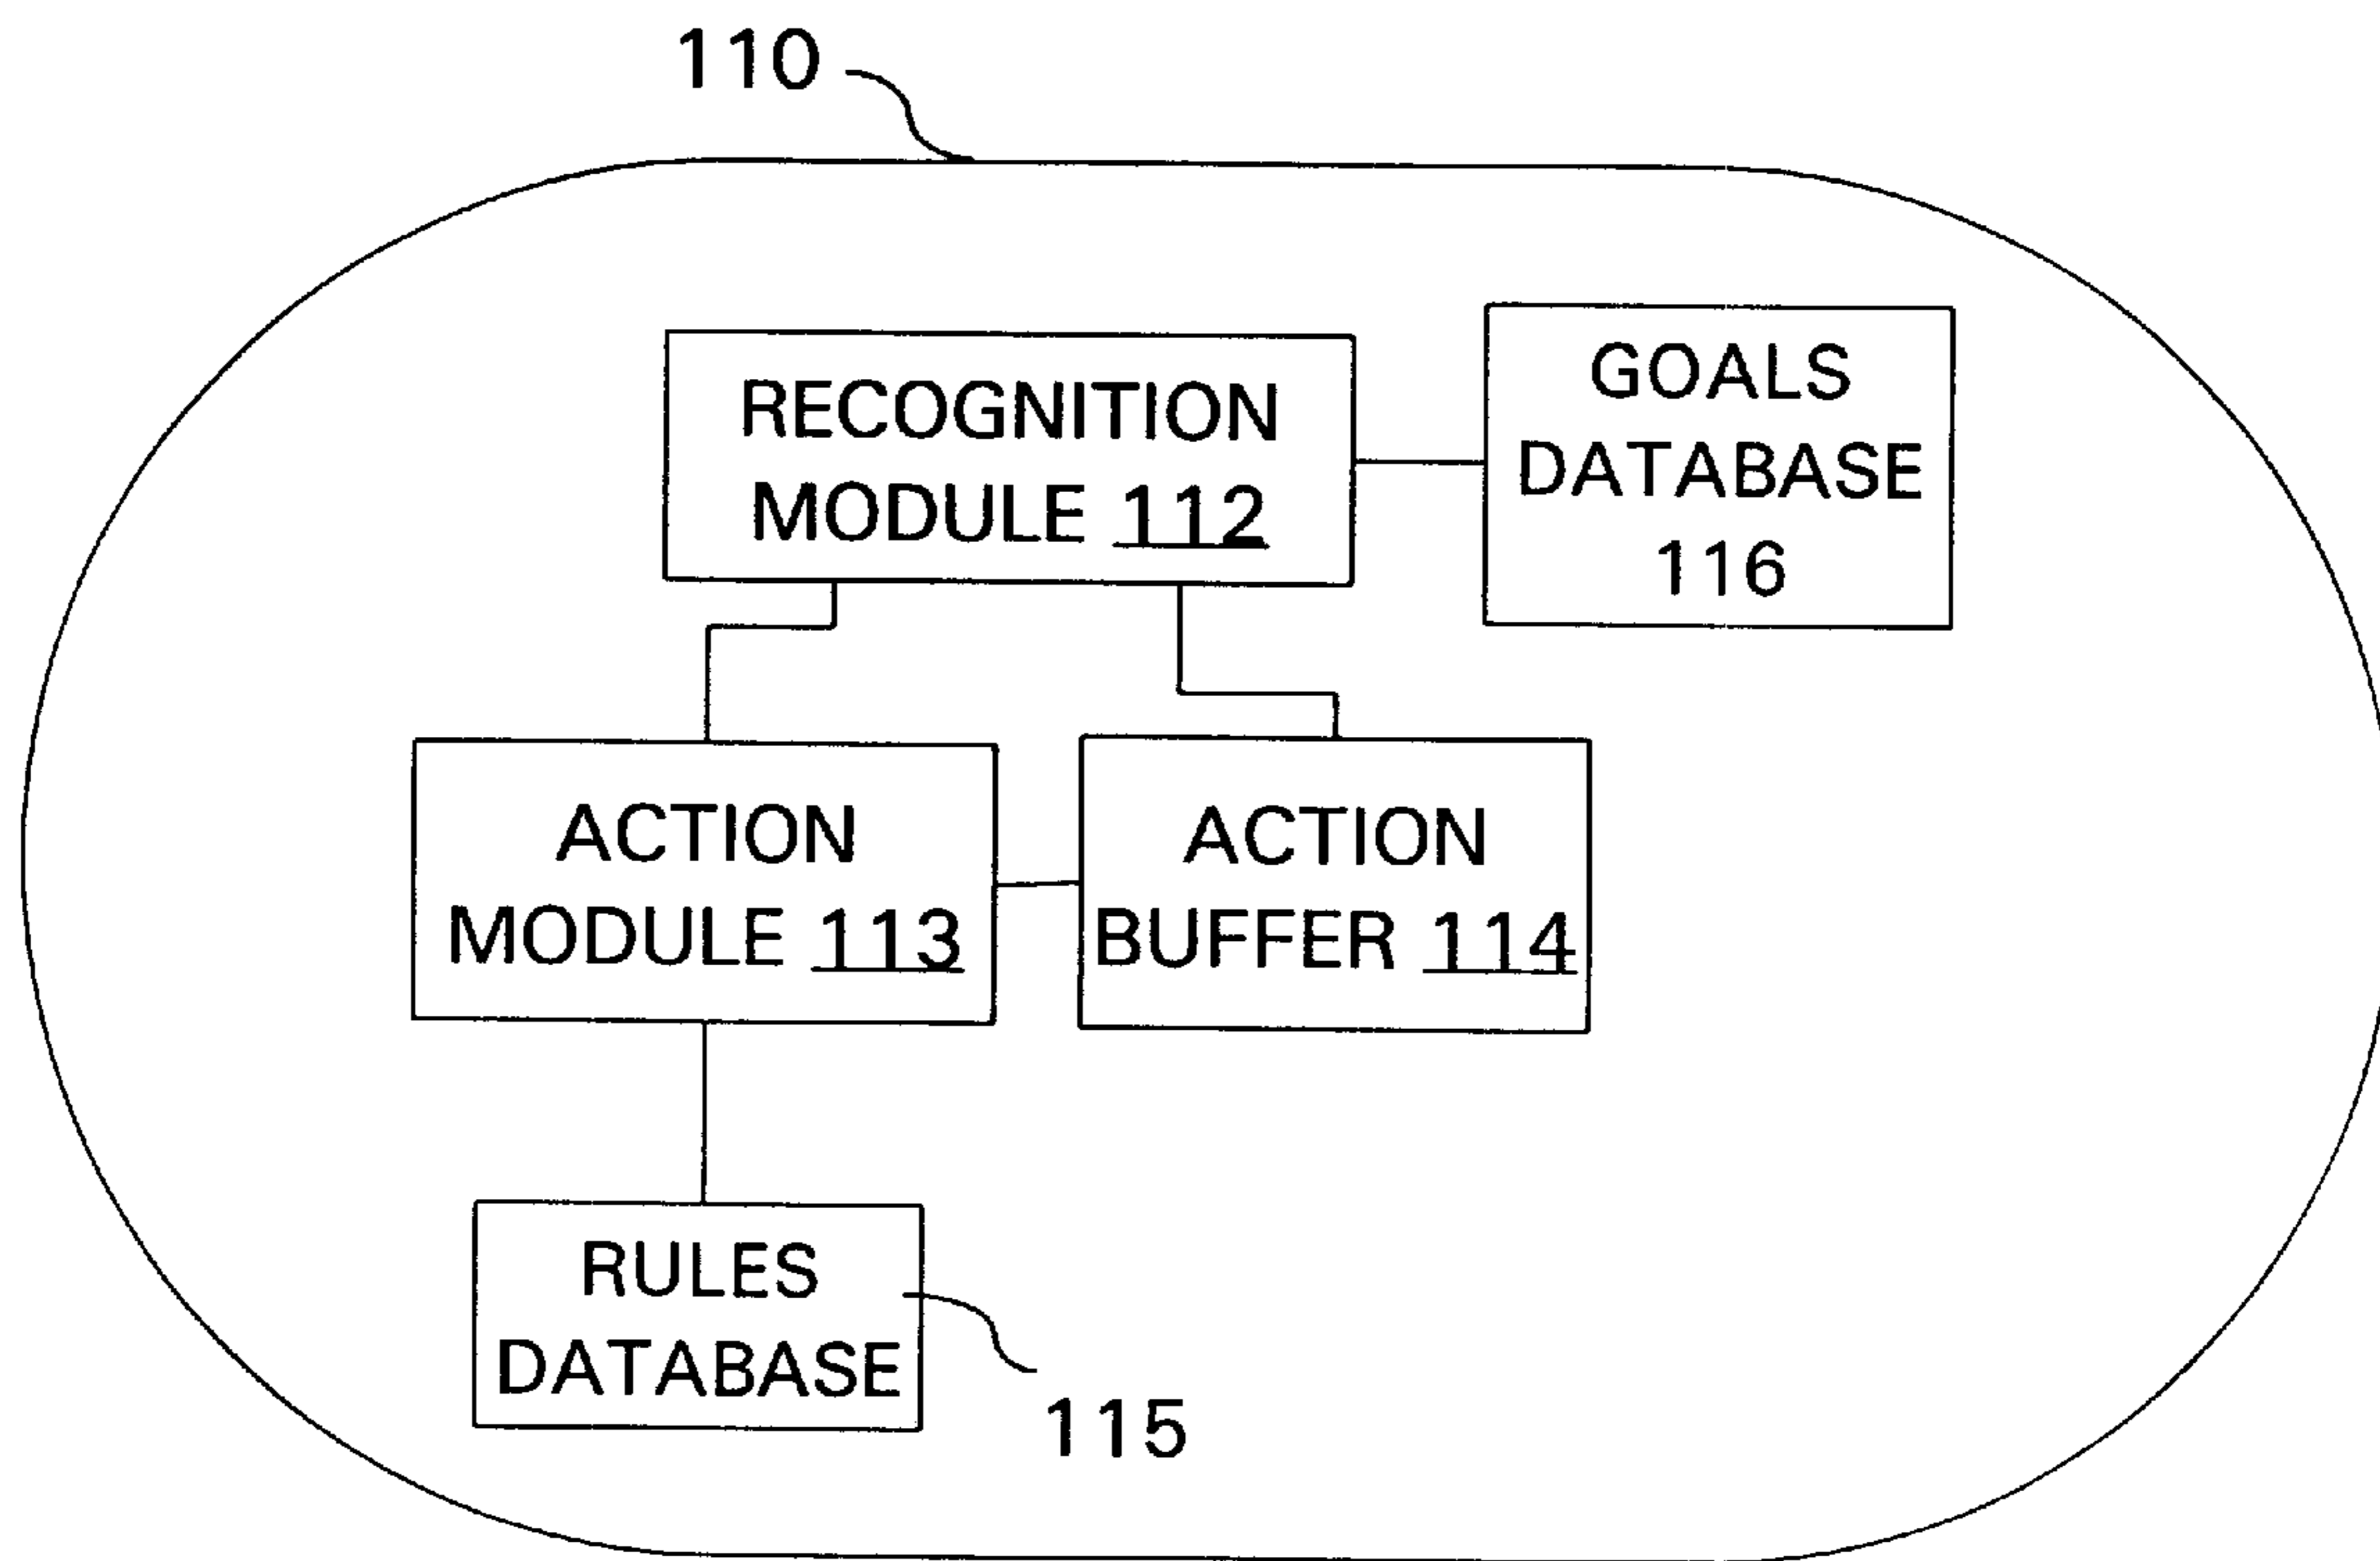 110
RECOGNITION
MODULE 112
GOALS
DATABASE
116
ACTION
MODULE 113
ACTION
BUFFER 114
RULES
DATABASE
115